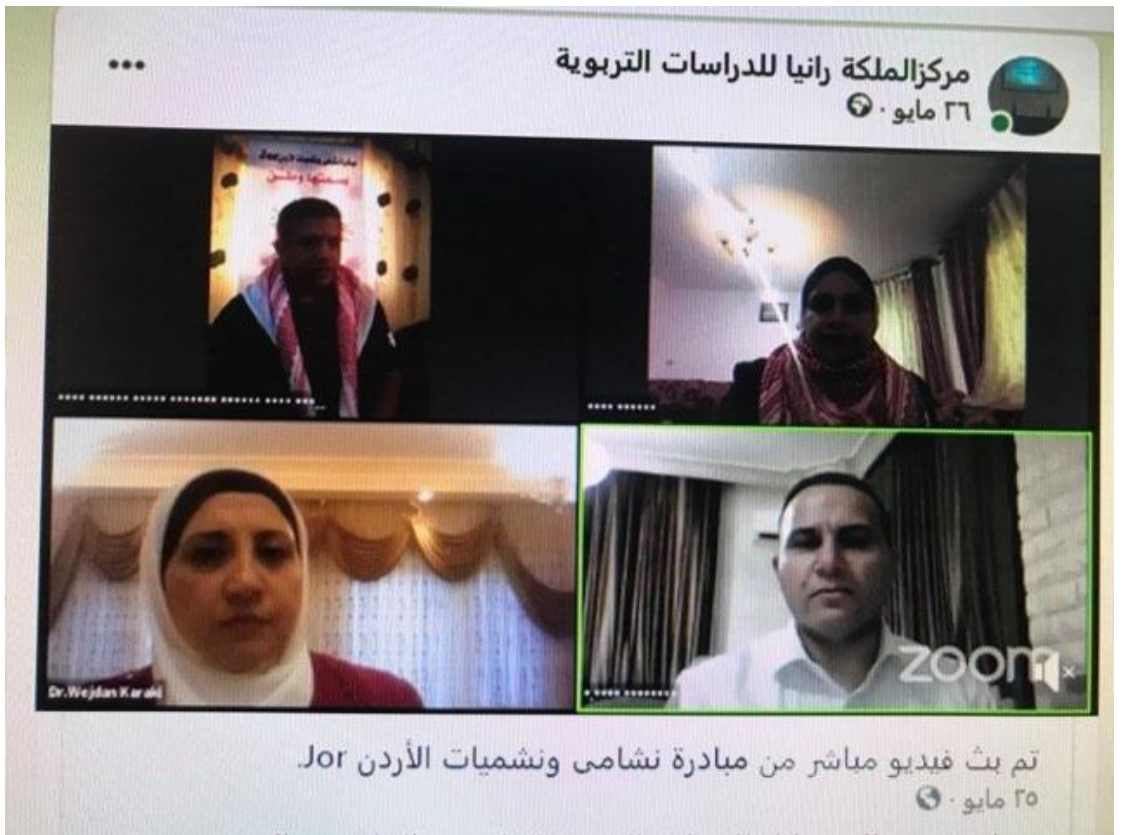 مركزالملكة رانيا للدراسات التربوية
٢٦ مايو ·
Dr.Wejdan Karaki
zoom
تم بث فيديو مباشر من مبادرة نشامى ونشميات الأردن Jor.
٢٥ مايو ·